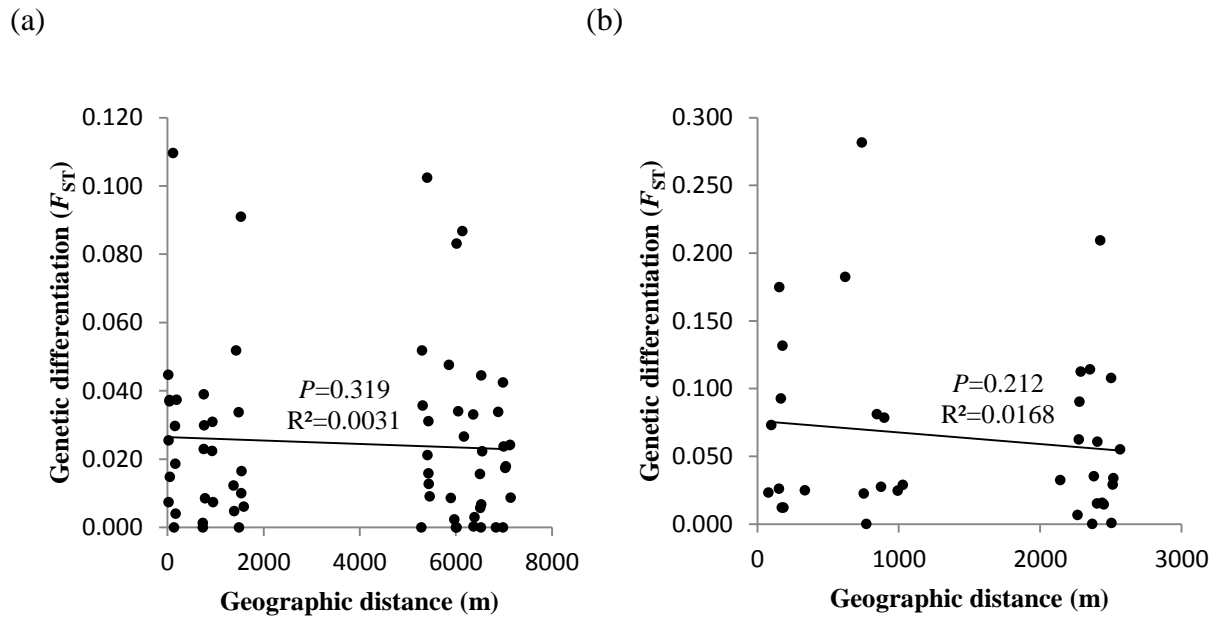 (a)
(b)
Genetic differentiation (FST)
0.120
0.100
0.080
0.060
0.040
0.020
0.000
P=0.319
R²=0.0031
0
2000
4000
6000
8000
Geographic distance (m)
Genetic differentiation (FST)
0.300
0.250
0.200
0.150
0.100
0.050
0.000
P=0.212
R²=0.0168
0
1000
2000
3000
Geographic distance (m)